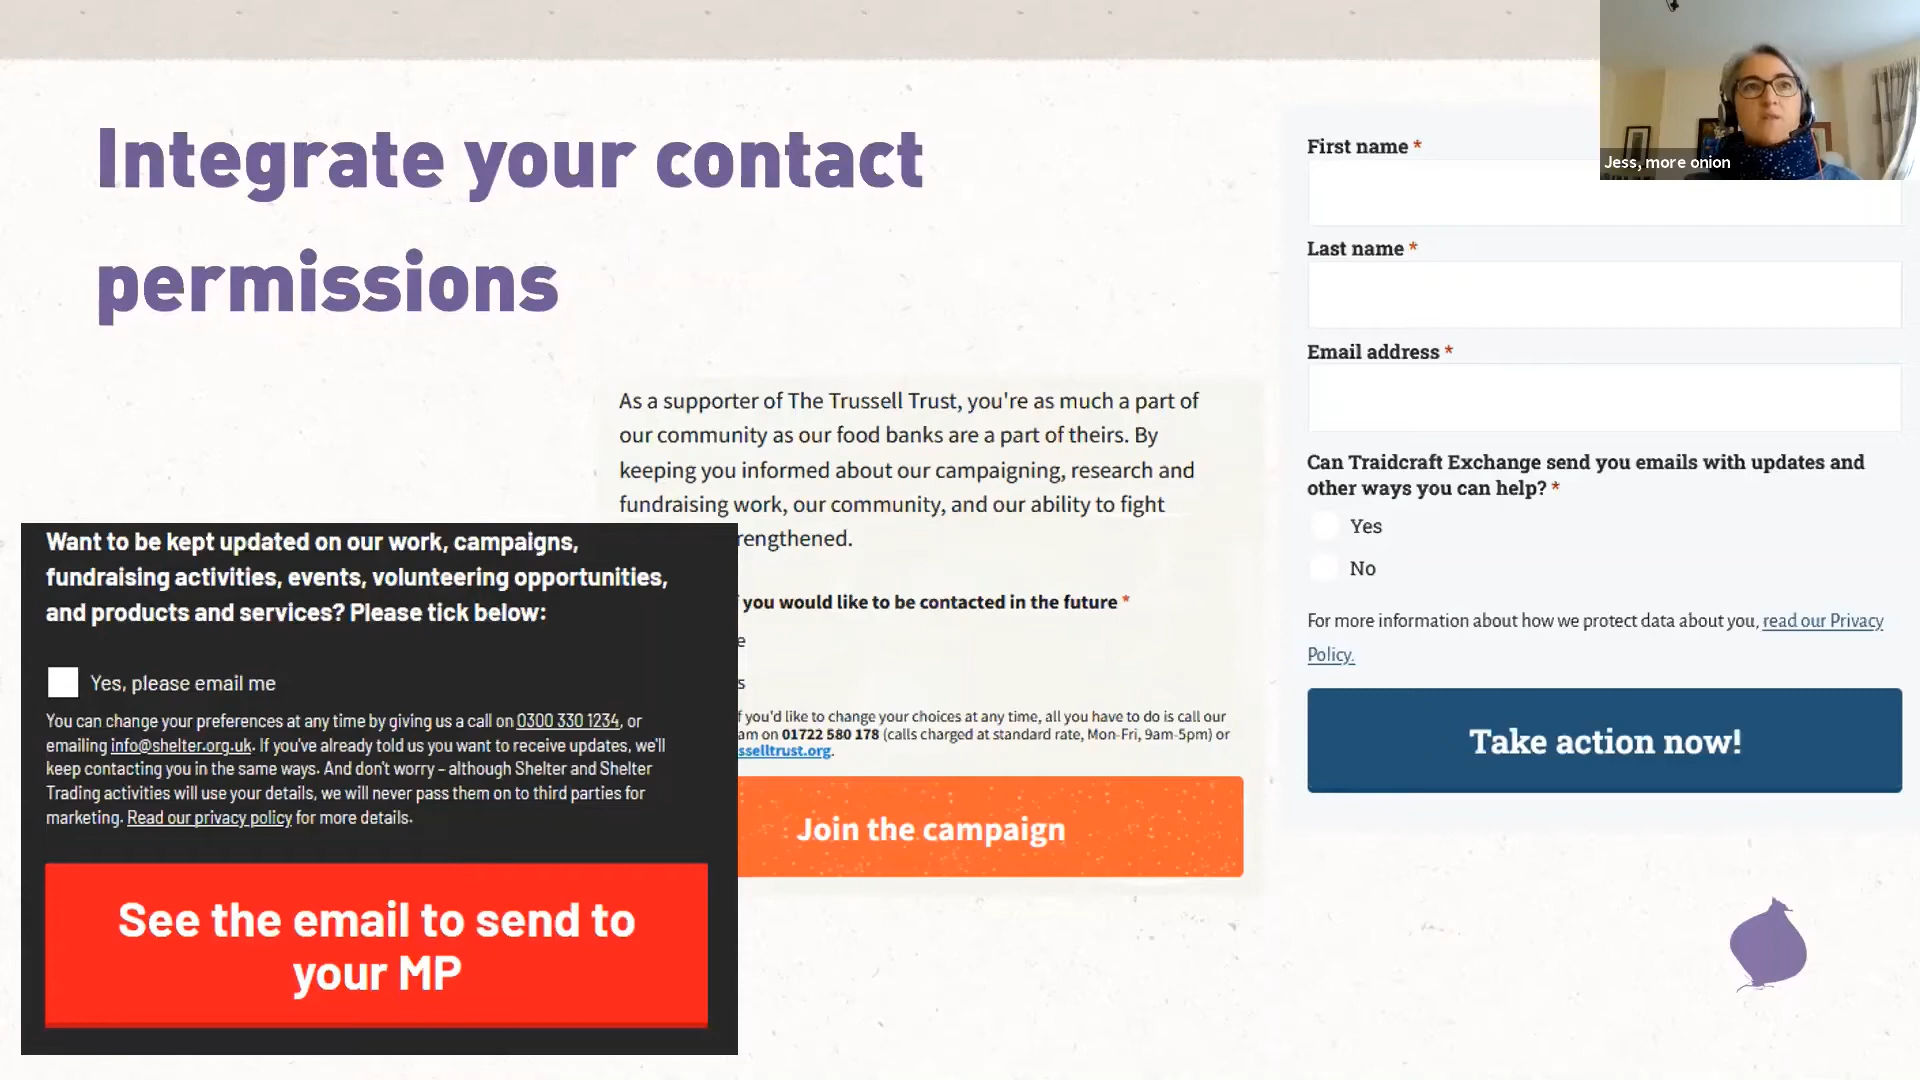 Integrate your contact
permissions
As a supporter of The Trussell Trust, you're as much a part of
our community as our food banks are a part of theirs. By
keeping you informed about our campaigning, research and
fundraising work, our community, and our ability to fight
rengthened.
you would like to be contacted in the future *
e
s
f you'd like to change your choices at any time, all you have to do is call our
am on 01722 580 178 (calls charged at standard rate, Mon-Fri, 9am-5pm) or
sselltrust.org.
Join the campaign
Want to be kept updated on our work, campaigns,
fundraising activities, events, volunteering opportunities,
and products and services? Please tick below:
Yes, please email me
You can change your preferences at any time by giving us a call on 0300 330 1234, or
emailing info@shelter.org.uk. If you've already told us you want to receive updates, we'll
keep contacting you in the same ways. And don't worry – although Shelter and Shelter
Trading activities will use your details, we will never pass them on to third parties for
marketing. Read our privacy policy for more details.
See the email to send to
your MP
First name *
Last name *
Email address *
Can Traidcraft Exchange send you emails with updates and
other ways you can help? *
Yes
No
For more information about how we protect data about you, read our Privacy
Policy.
Take action now!
Jess, more onion